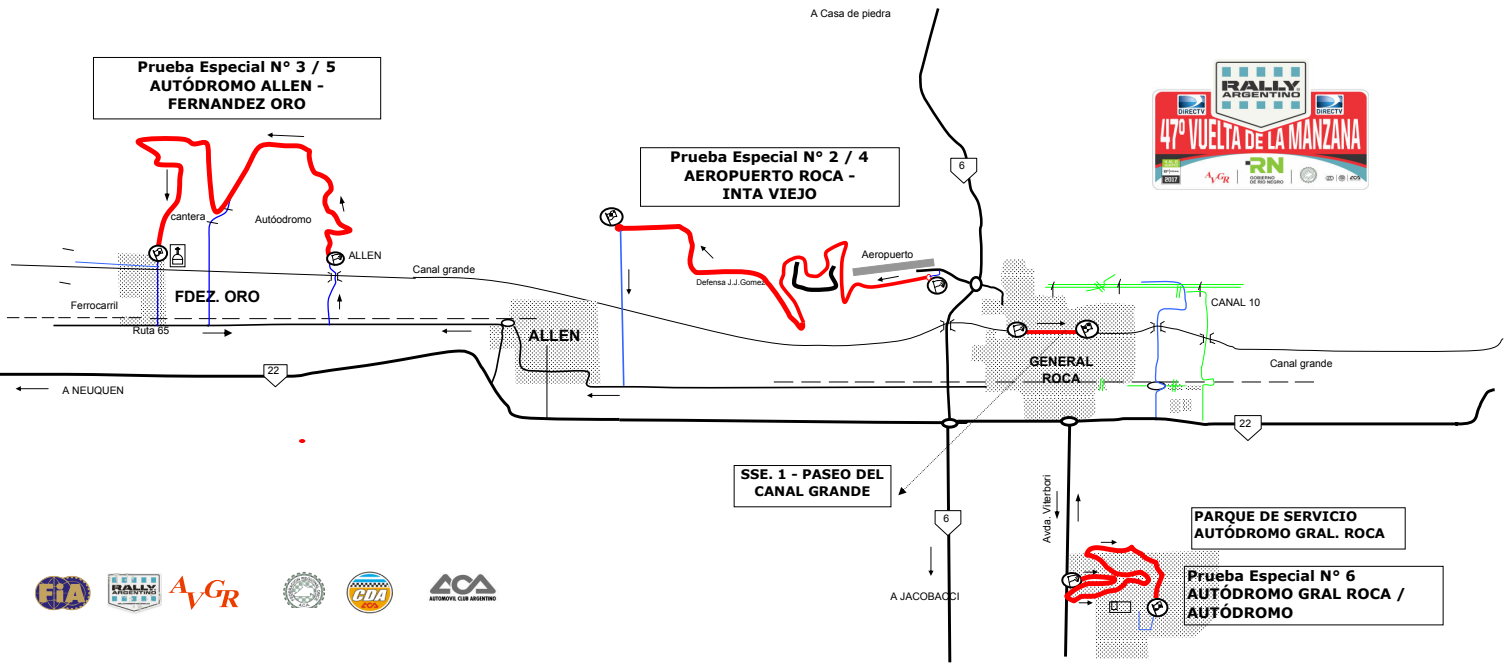 A Casa de piedra
Prueba Especial N° 3 / 5
AUTÓDROMO ALLEN -
FERNANDEZ ORO
RALLY
ARGENTINO
DIRECTV
DIRECTV
47º VUELTA DE LA MANZANA
2017
AVGR
RN
GOBIERNO
DE RIO NEGRO
Prueba Especial N° 2 / 4
AEROPUERTO ROCA -
INTA VIEJO
6
cantera
Autóodromo
ALLEN
Canal grande
Aeropuerto
Defensa J.J.Gomez
FDEZ. ORO
Ferrocarril
Ruta 65
CANAL 10
ALLEN
GENERAL
ROCA
Canal grande
22
A NEUQUEN
22
SSE. 1 - PASEO DEL
CANAL GRANDE
6
Avda. Viterbori
PARQUE DE SERVICIO
AUTÓDROMO GRAL. ROCA
Prueba Especial N° 6
AUTÓDROMO GRAL ROCA /
AUTÓDROMO
A JACOBACCI
FiA
RALLY
ARGENTINO
AVGR
CDA
ACA
ACA
AUTOMOVIL CLUB ARGENTINO